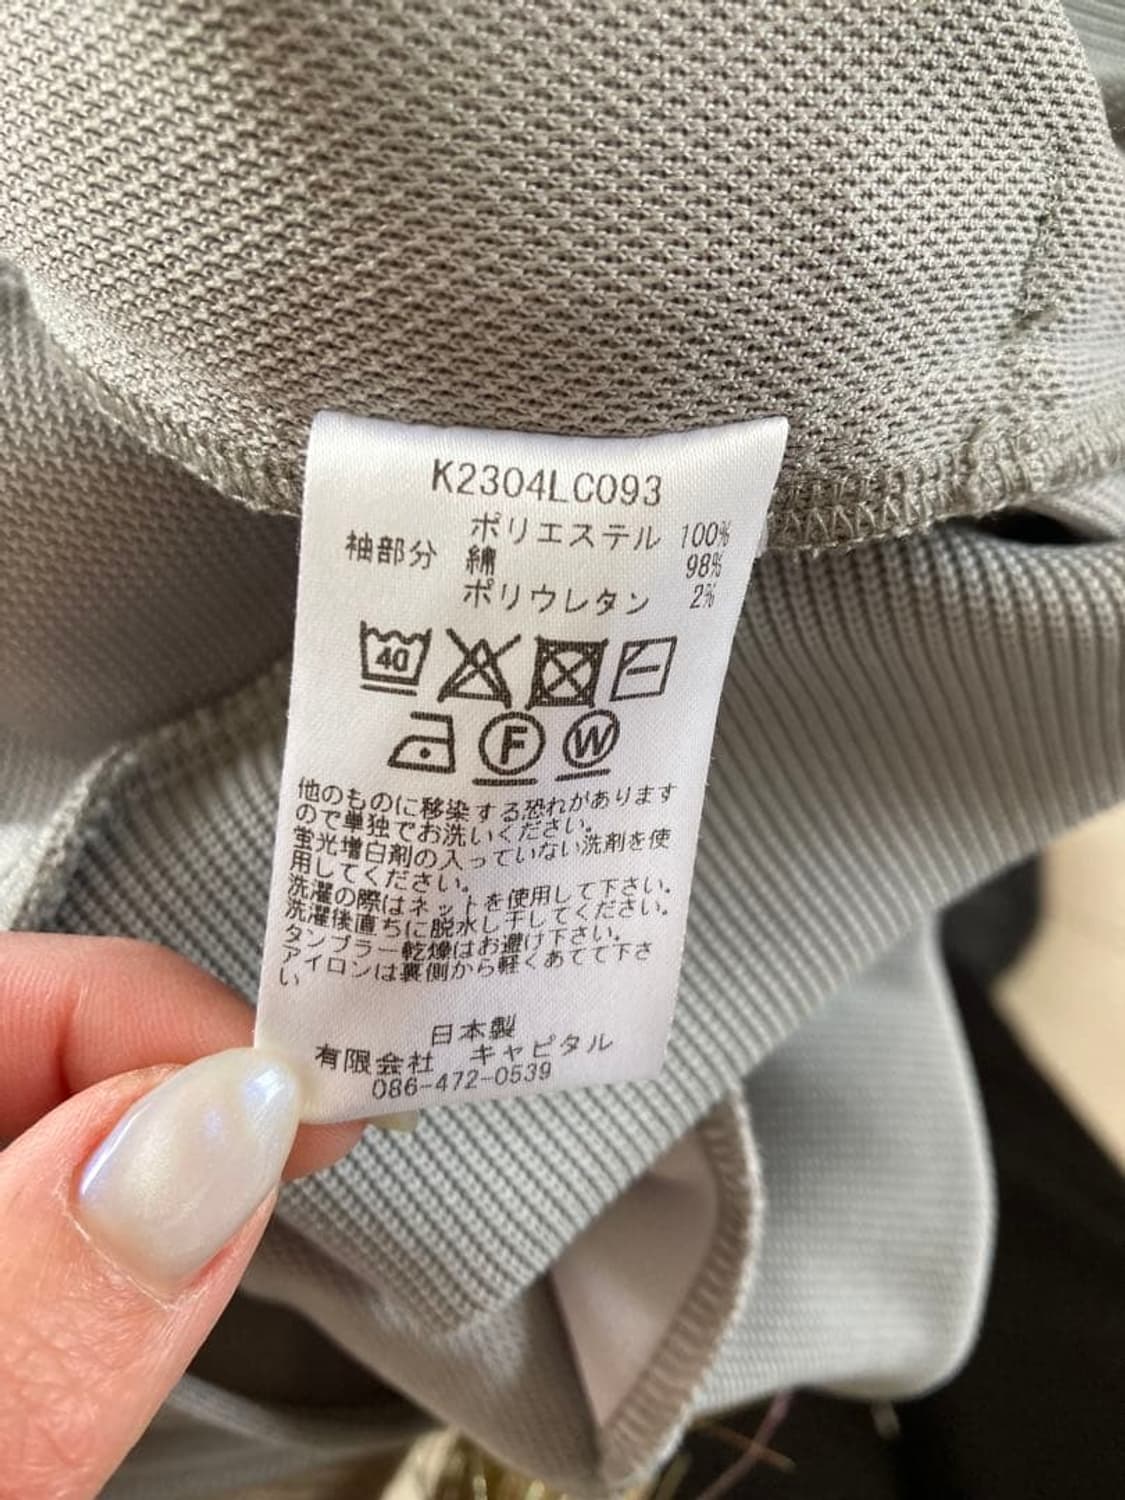 K2304LC093
ポリエステル 100%
袖部分 綿 98%
ポリウレタン 2%
40
F W
他のものに移染する恐れがあります
ので単独でお洗いください。
蛍光増白剤の入っていない洗剤を使
用してください。
洗濯の際はネットを使用して下さい。
洗濯後直ちに脱水し干してください。
タンブラー乾燥はお避け下さい。
アイロンは裏側から軽くあてて下さ
い
日本製
有限会社 キャピタル
086-472-0539